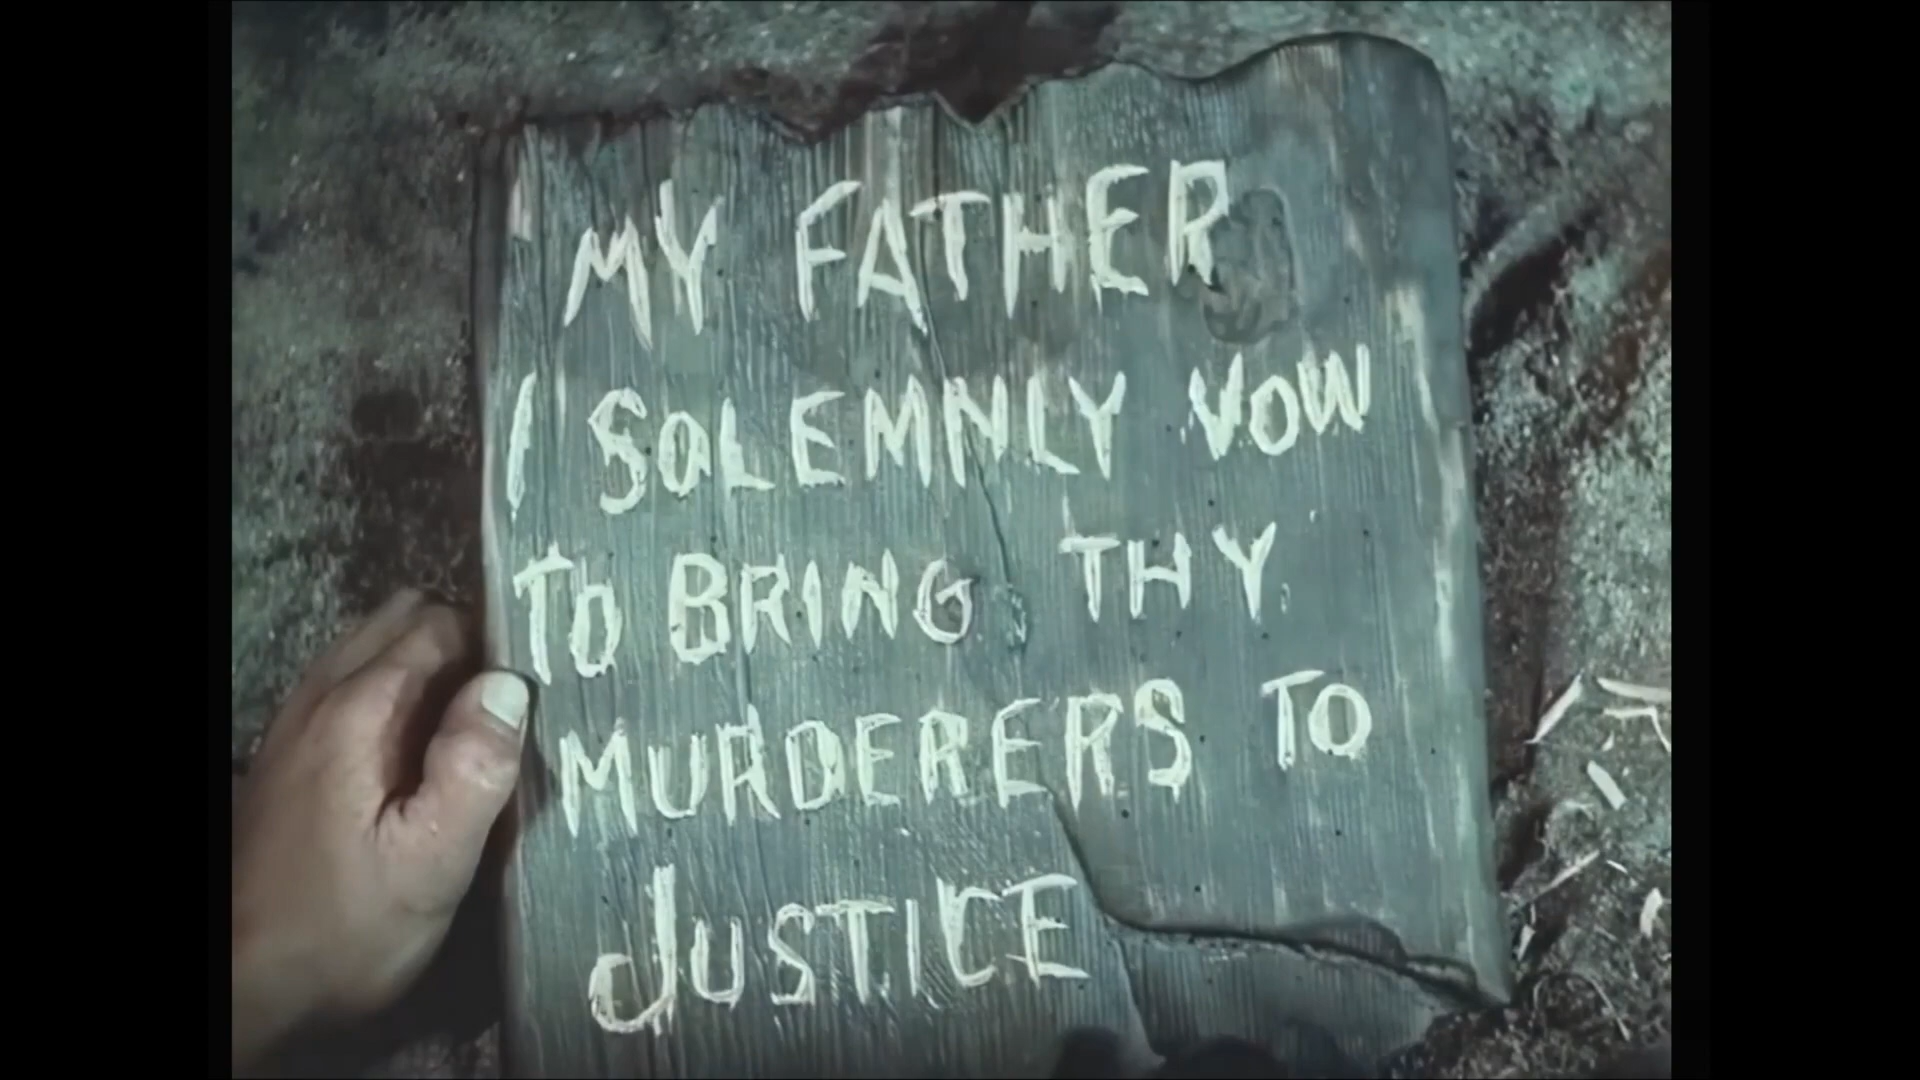 MY FATHER
I SOLEMNLY VOW
TO BRING THY
MURDERERS TO
JUSTICE